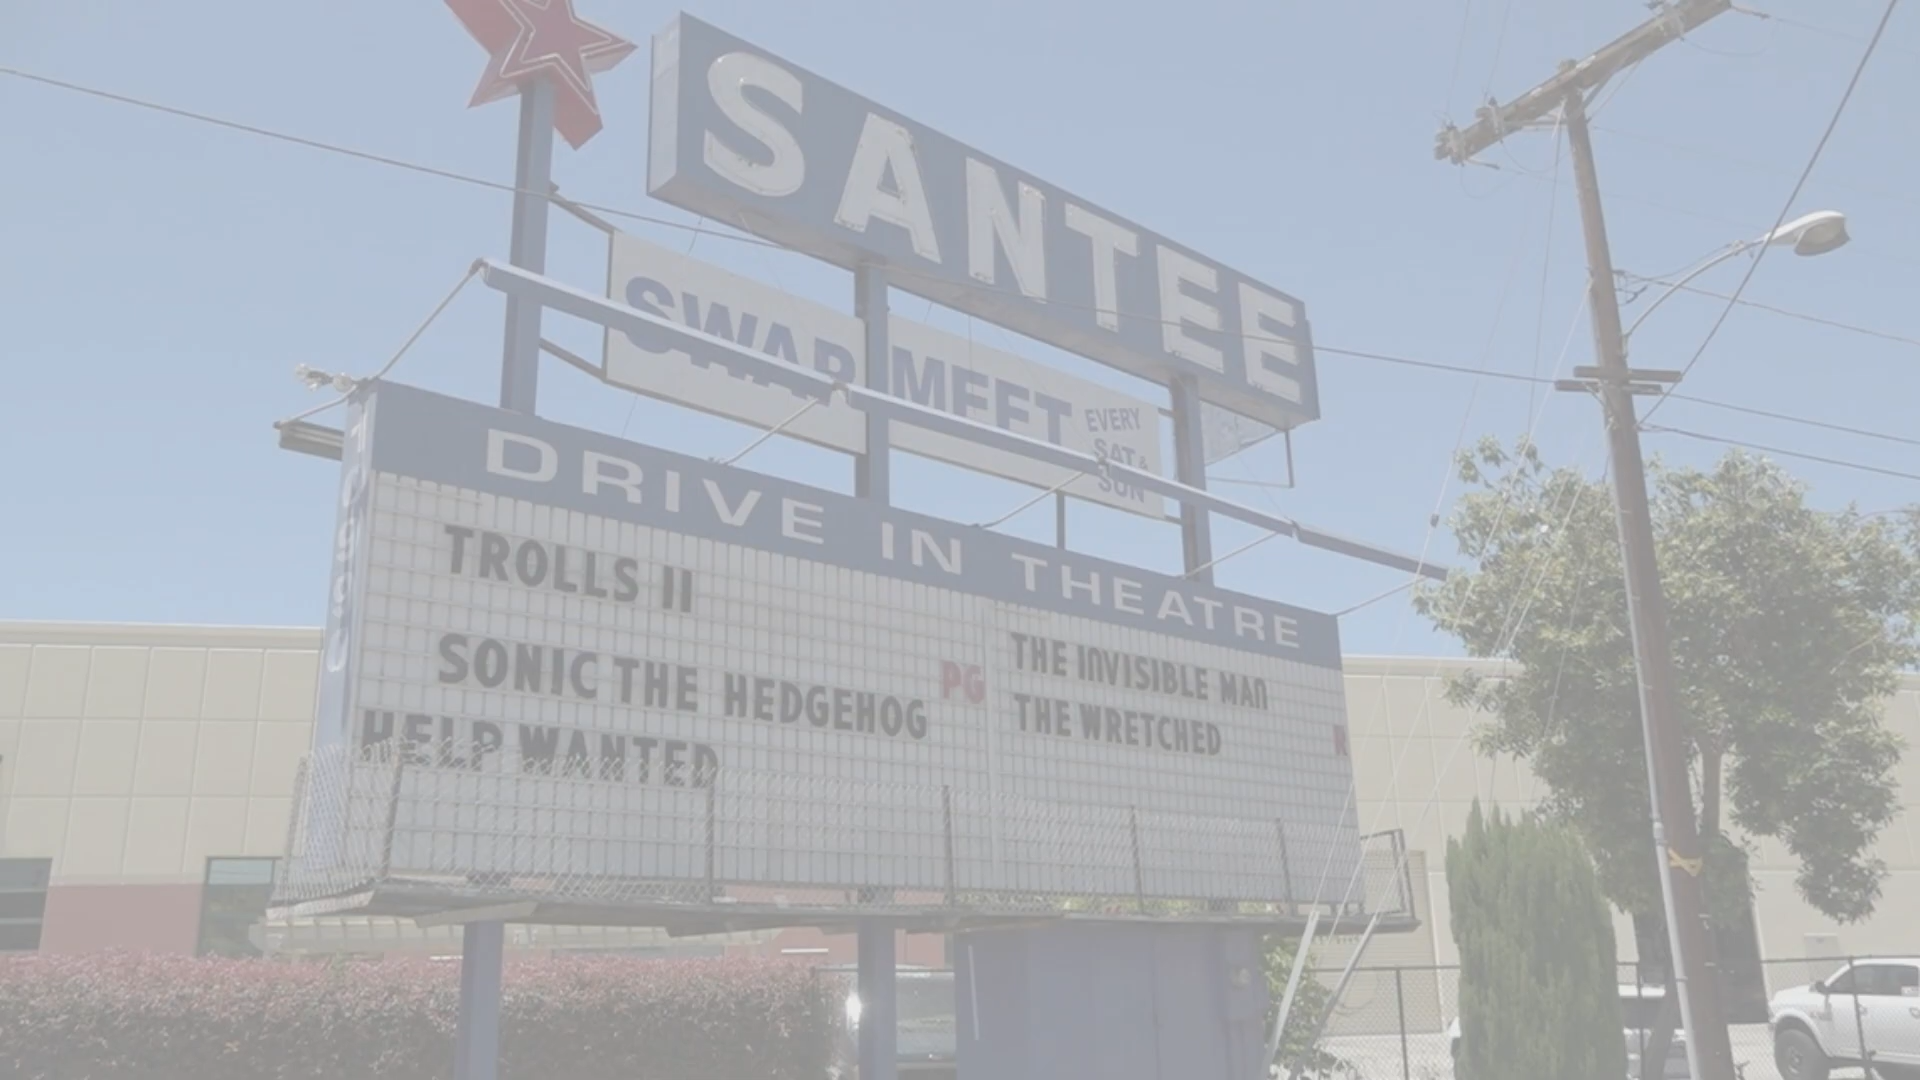 SANTEE
SWAP MEET
EVERY
SAT &
SUN
DRIVE IN THEATRE
TROLLS II
SONIC THE HEDGEHOG PG
HELP WANTED
THE INVISIBLE MAN
THE WRETCHED
R